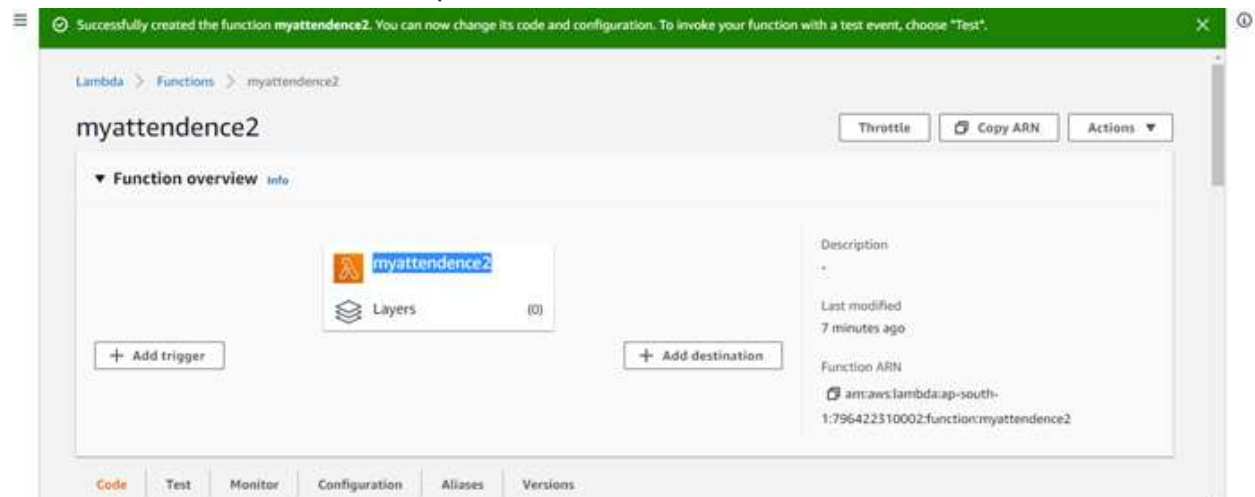 Successfully created the function myattendence2. You can now change its code and configuration. To invoke your function with a test event, choose "Test".
Lambda > Functions > myattendence2
myattendence2
Throttle Copy ARN Actions
Function overview Info
myattendence2
Layers (0)
+ Add trigger
+ Add destination
Description
-
Last modified
7 minutes ago
Function ARN
arn:aws:lambda:ap-south-
1:796422310002:function:myattendence2
Code Test Monitor Configuration Aliases Versions